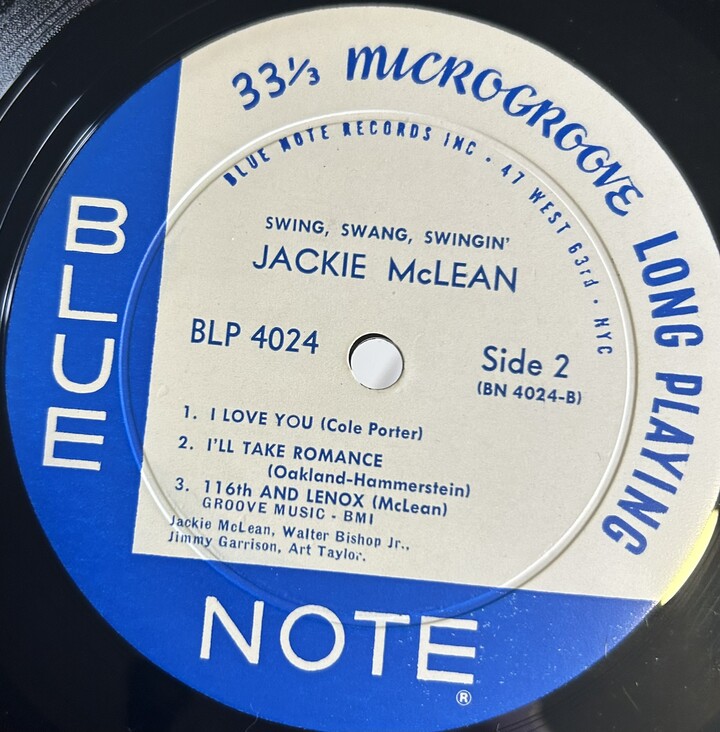 33⅓ MICROGROOVE LONG PLAYING
BLUE NOTE RECORDS INC · 47 WEST 63rd · NYC
SWING, SWANG, SWINGIN'
JACKIE McLEAN
BLP 4024
Side 2
(BN 4024-B)
1. I LOVE YOU (Cole Porter)
2. I'LL TAKE ROMANCE
(Oakland-Hammerstein)
3. 116th AND LENOX (McLean)
GROOVE MUSIC - BMI
Jackie McLean, Walter Bishop Jr.,
Jimmy Garrison, Art Taylor.
BLUE
NOTE
®